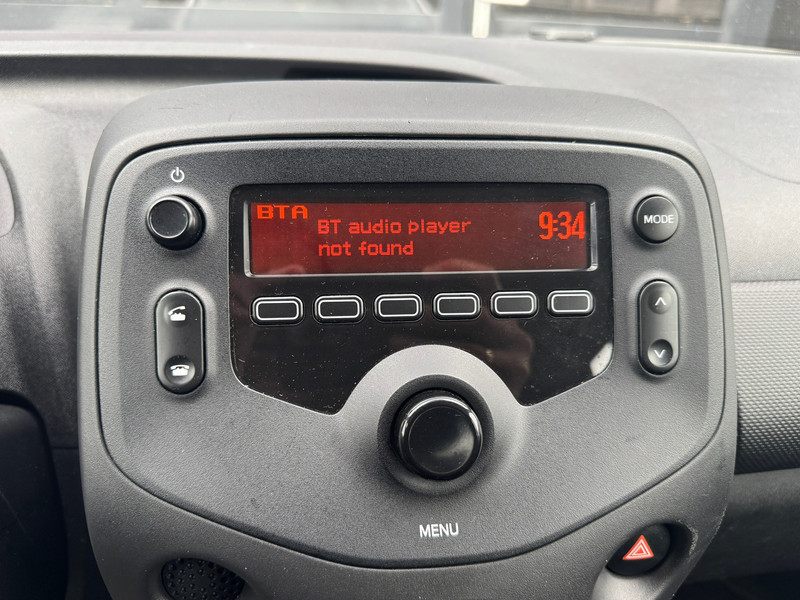 BTA
BT audio player
not found
9:34
MODE
MENU